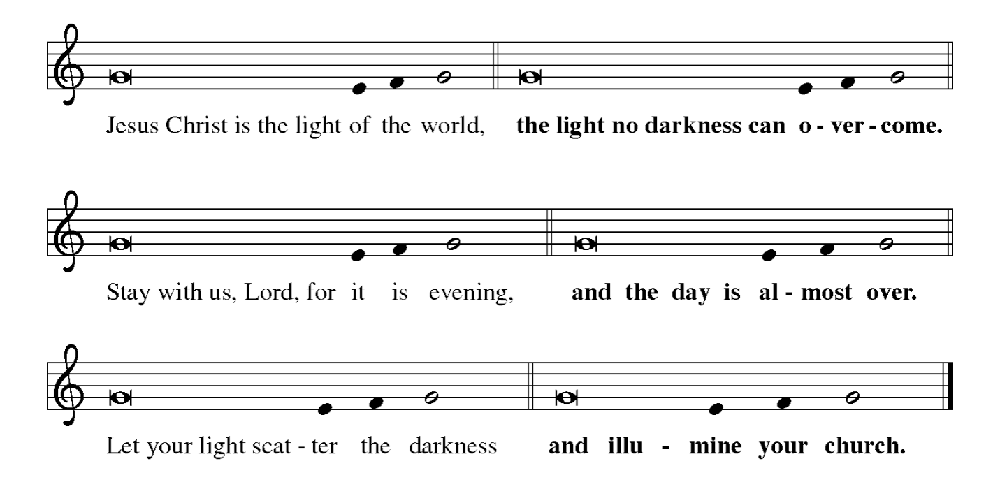 Jesus Christ is the light of the world, the light no darkness can o - ver - come.
Stay with us, Lord, for it is evening, and the day is al - most over.
Let your light scat - ter the darkness and illu - mine your church.